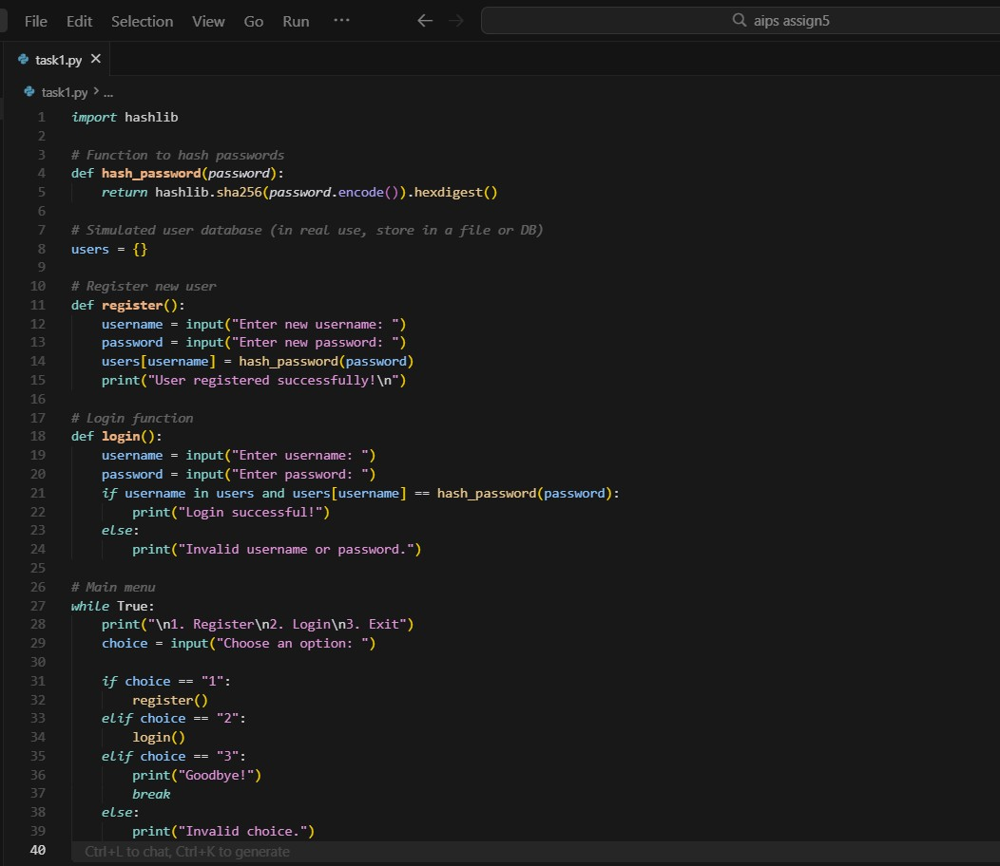 File Edit Selection View Go Run ··· ← → aips assign5
task1.py ×
task1.py > ...
1 import hashlib
2
3 # Function to hash passwords
4 def hash_password(password):
5     return hashlib.sha256(password.encode()).hexdigest()
6
7 # Simulated user database (in real use, store in a file or DB)
8 users = {}
9
10 # Register new user
11 def register():
12     username = input("Enter new username: ")
13     password = input("Enter new password: ")
14     users[username] = hash_password(password)
15     print("User registered successfully!\n")
16
17 # Login function
18 def login():
19     username = input("Enter username: ")
20     password = input("Enter password: ")
21     if username in users and users[username] == hash_password(password):
22         print("Login successful!")
23     else:
24         print("Invalid username or password.")
25
26 # Main menu
27 while True:
28     print("\n1. Register\n2. Login\n3. Exit")
29     choice = input("Choose an option: ")
30
31     if choice == "1":
32         register()
33     elif choice == "2":
34         login()
35     elif choice == "3":
36         print("Goodbye!")
37         break
38     else:
39         print("Invalid choice.")
40 Ctrl+L to chat, Ctrl+K to generate